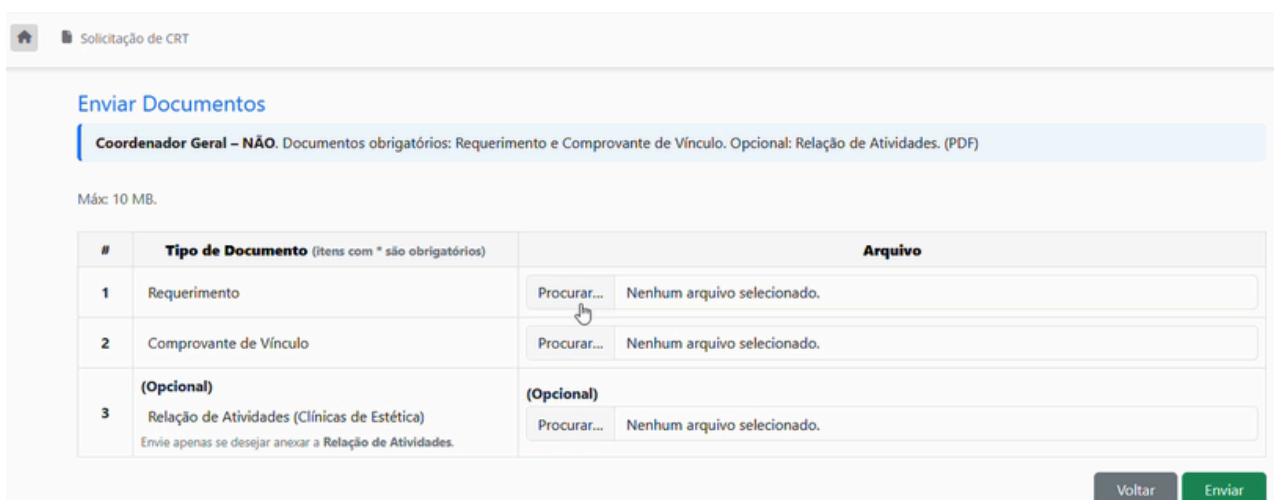 Solicitação de CRT
Enviar Documentos
Coordenador Geral – NÃO. Documentos obrigatórios: Requerimento e Comprovante de Vínculo. Opcional: Relação de Atividades. (PDF)
Máx: 10 MB.
# Tipo de Documento (itens com * são obrigatórios) Arquivo
1 Requerimento Procurar... Nenhum arquivo selecionado.
2 Comprovante de Vínculo Procurar... Nenhum arquivo selecionado.
(Opcional)
3 Relação de Atividades (Clínicas de Estética)
Envie apenas se desejar anexar a Relação de Atividades.
(Opcional)
Procurar... Nenhum arquivo selecionado.
Voltar Enviar